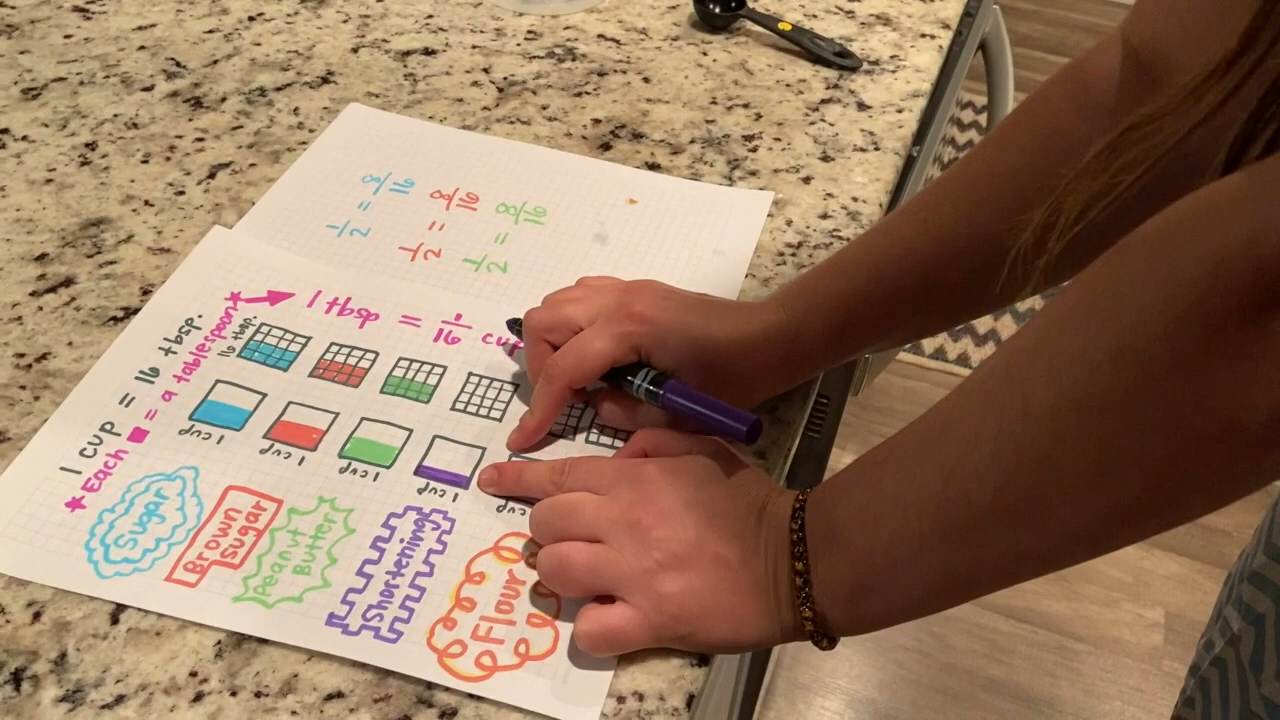 1/2 = 8/16
1/2 = 8/16
1/2 = 8/16
1 cup = 16 tbsp.
*Each ■ = a tablespoon*
1 tbsp = 1/16 cup
16 tbsp.
1 cup
1 cup
1 cup
1 cup
cup
Sugar
Brown
sugar
Peanut
Butter
Shortening
Flour